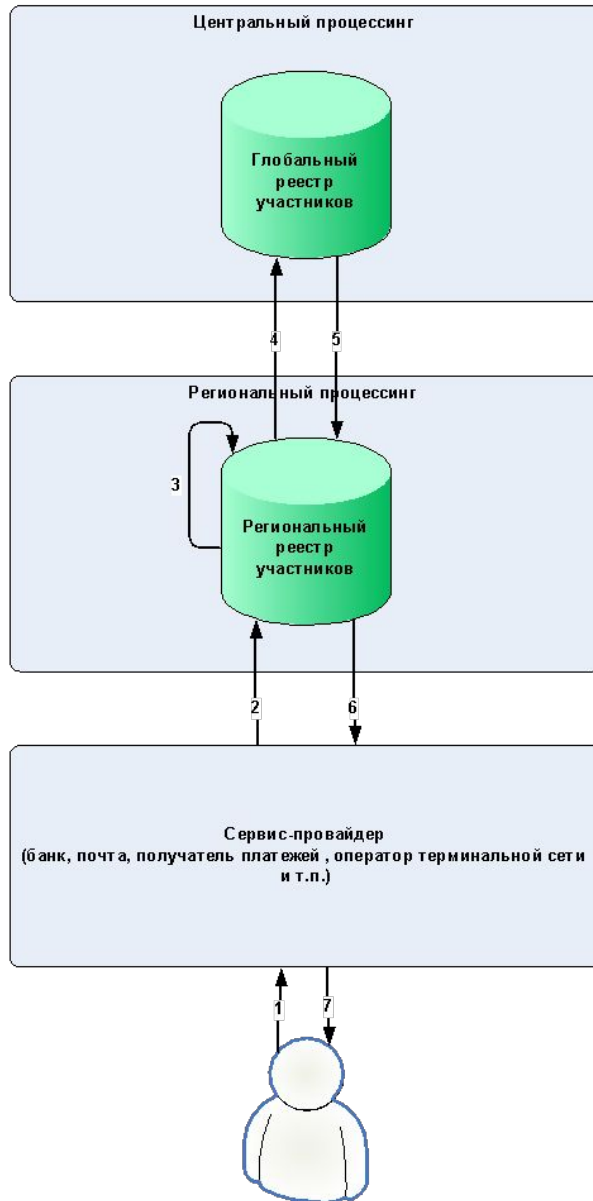 Центральный процессинг
Глобальный
реестр
участников
4
5
Региональный процессинг
3
Региональный
реестр
участников
2
6
Сервис-провайдер
(банк, почта, получатель платежей , оператор терминальной сети
и т.п.)
1
7